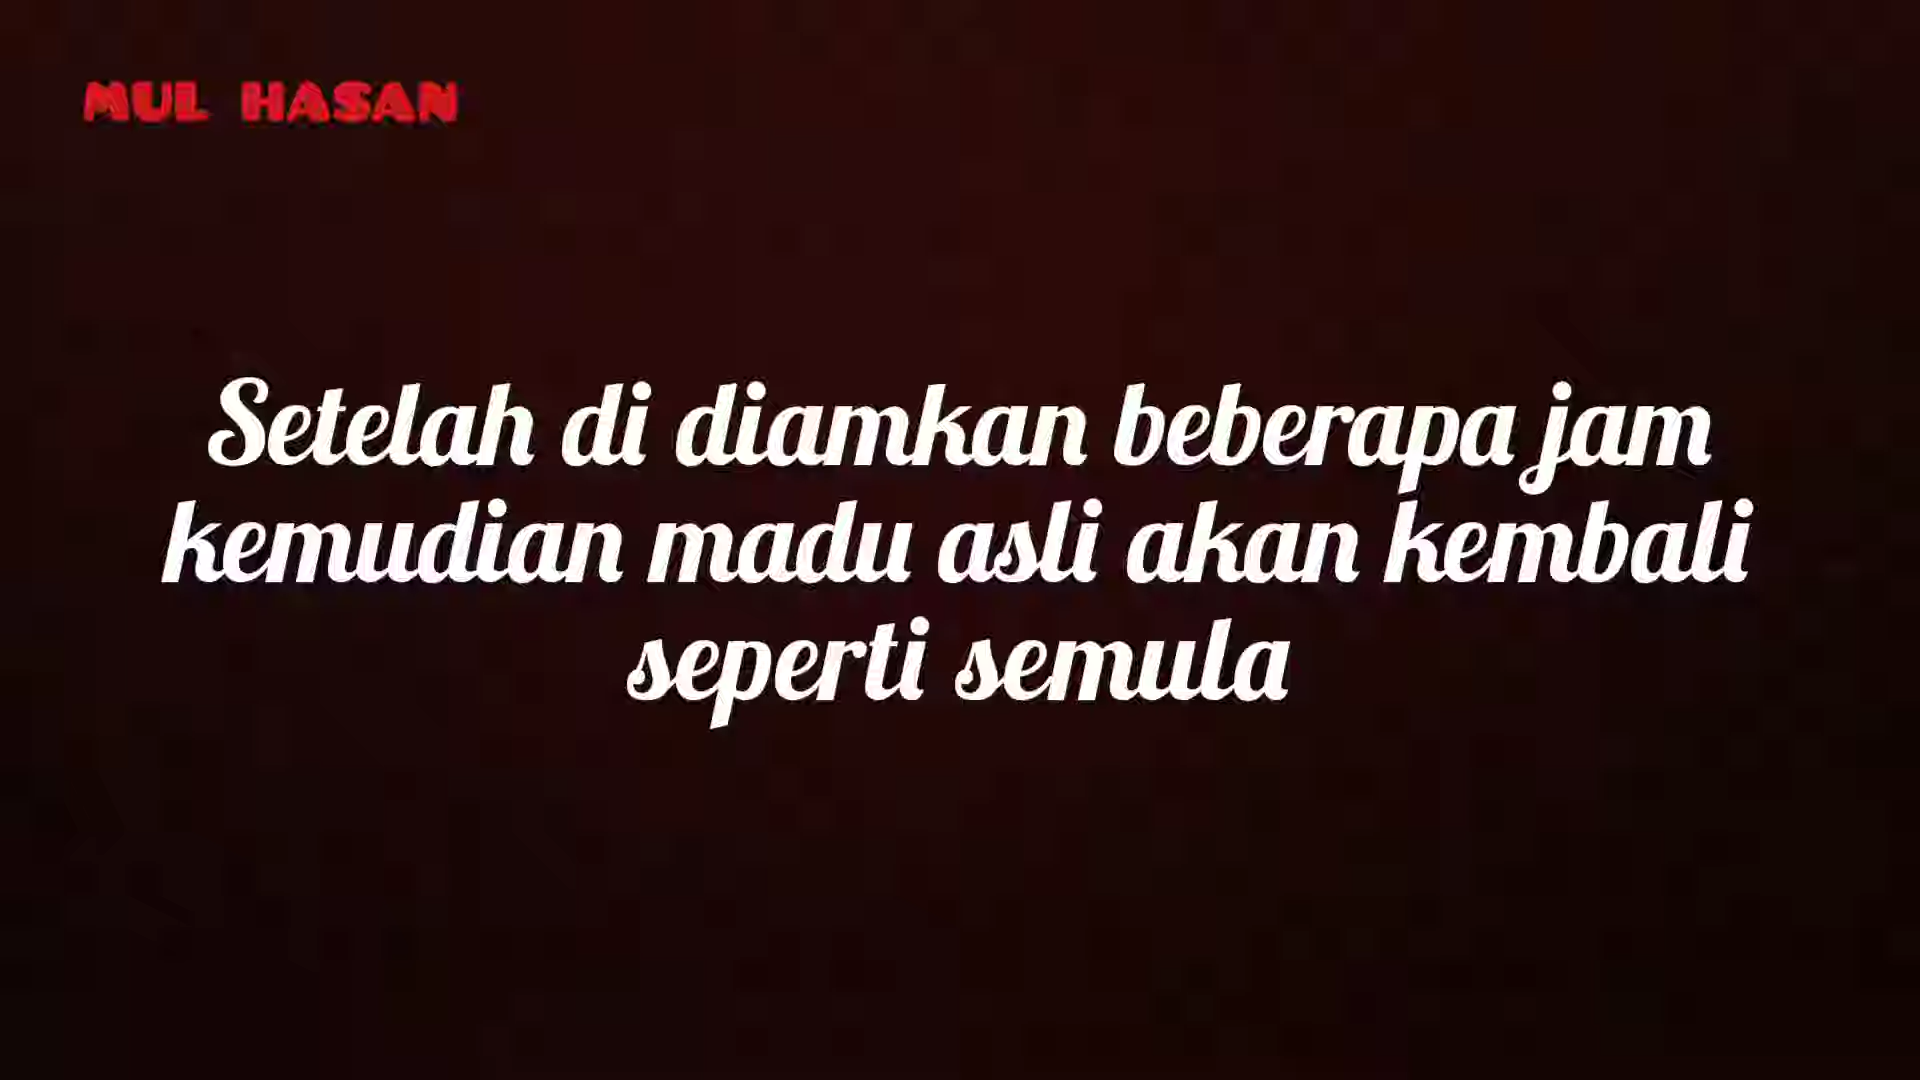 MUL HASAN
Setelah di diamkan beberapa jam
kemudian madu asli akan kembali
seperti semula